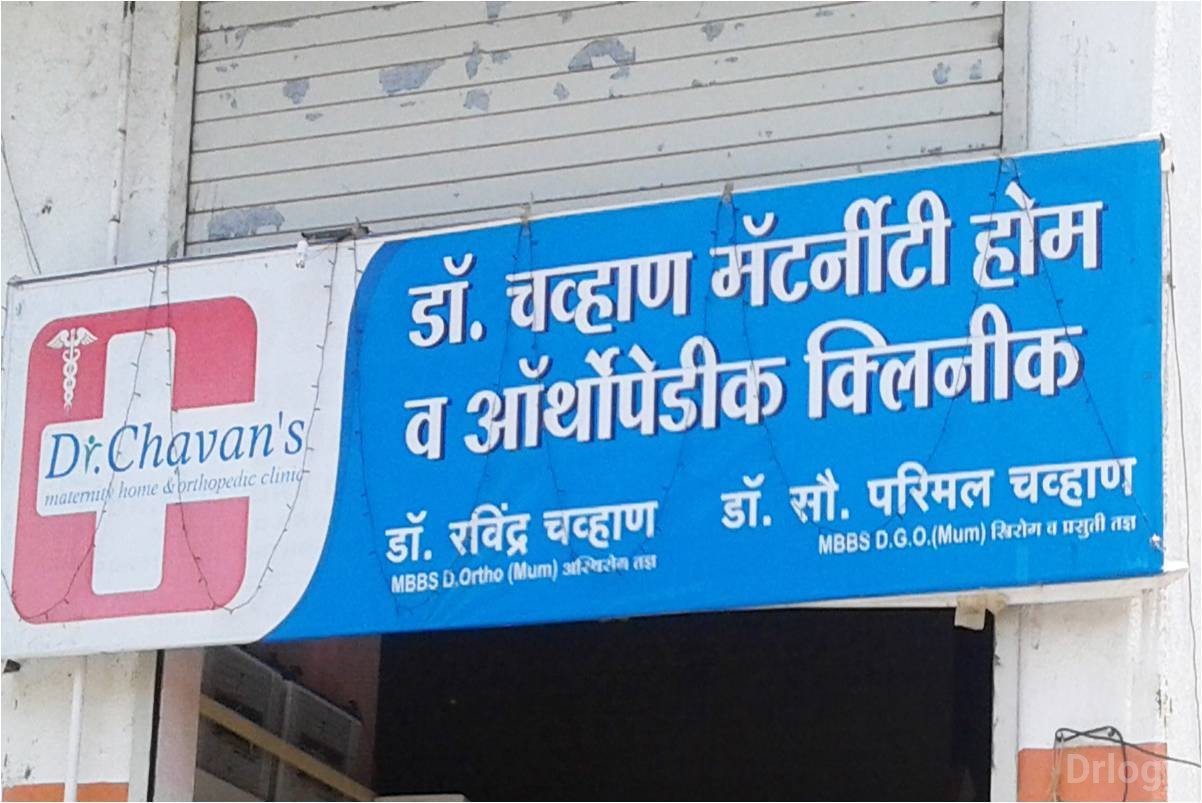 Dr.Chavan's
maternity home & orthopedic clinic
डॉ. चव्हाण मॅटर्नीटी होम
व ऑर्थोपेडीक क्लिनीक
डॉ. रविंद्र चव्हाण
MBBS D.Ortho (Mum) अस्थिरोग तज्ञ
डॉ. सौ. परिमल चव्हाण
MBBS D.G.O.(Mum) स्त्रिरोग व प्रसुती तज्ञ
Drlog